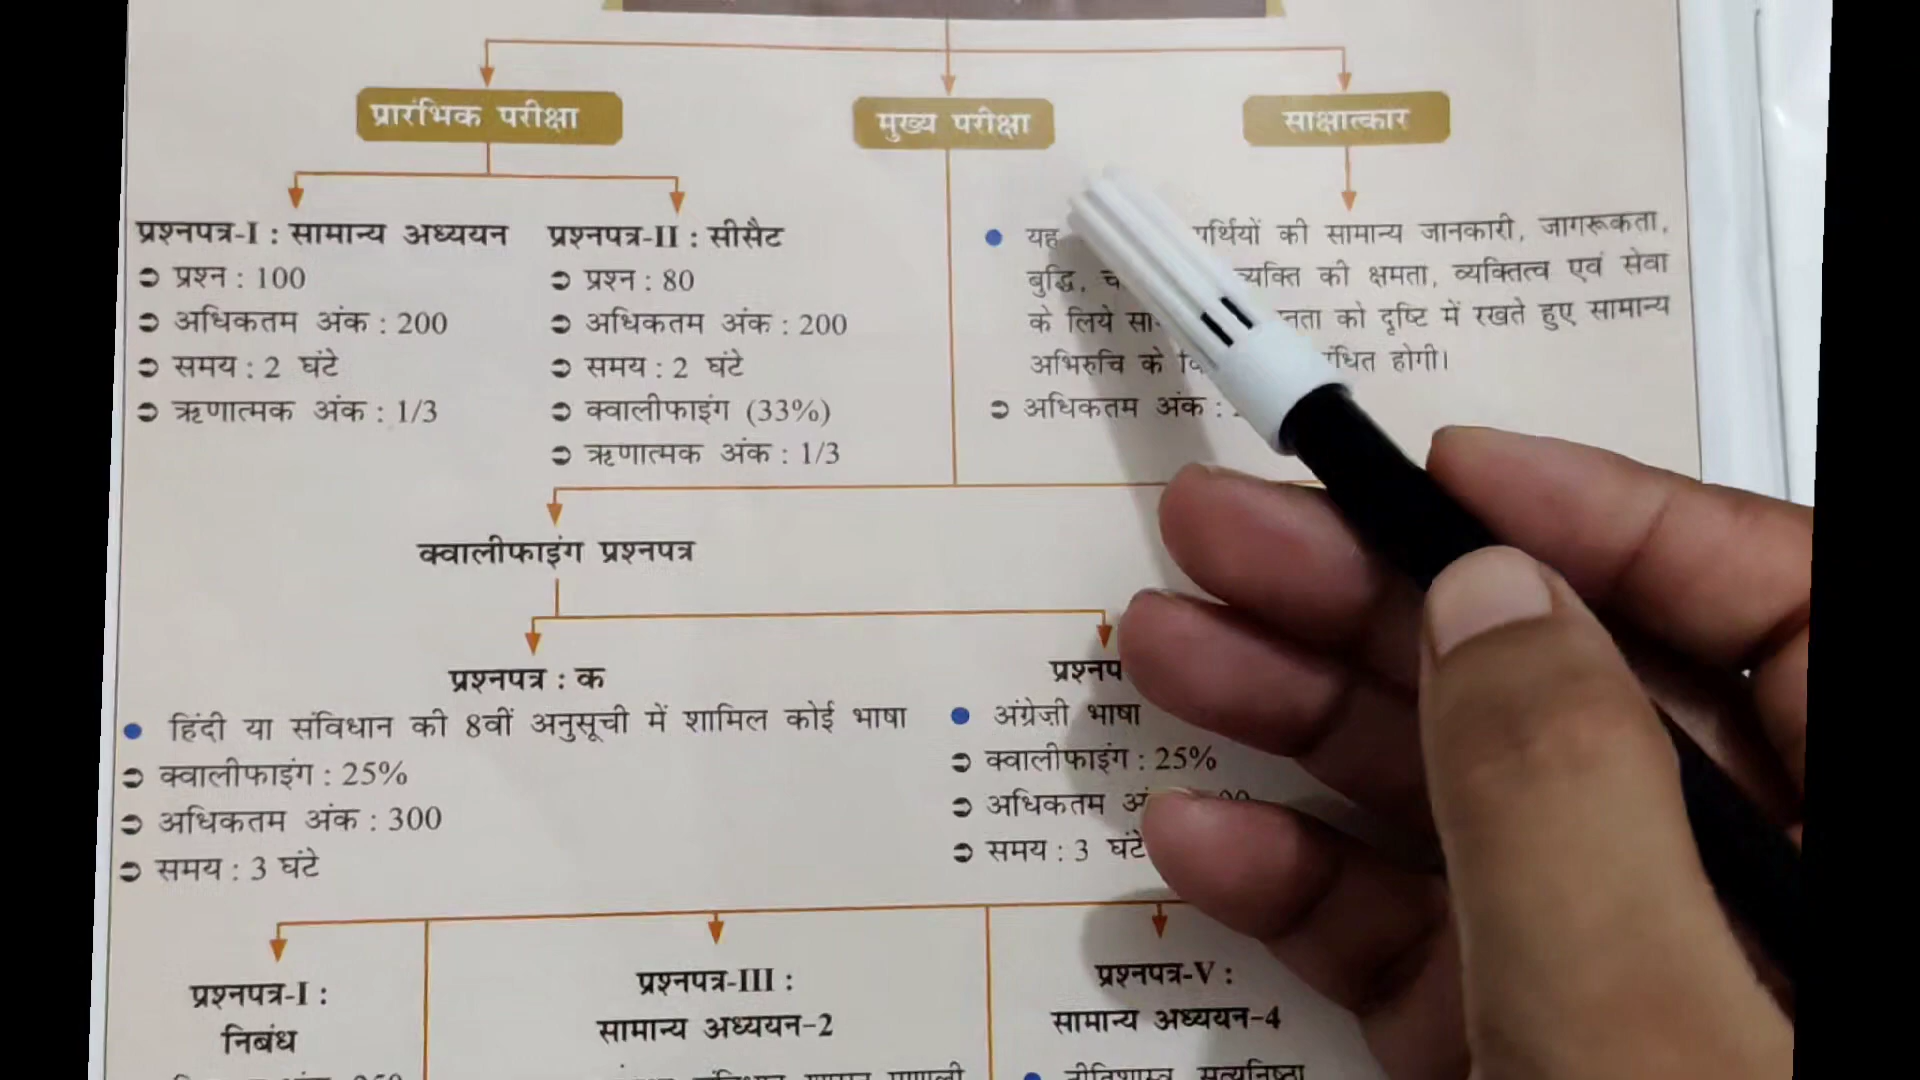 प्रारंभिक परीक्षा
मुख्य परीक्षा
साक्षात्कार
प्रश्नपत्र-I : सामान्य अध्ययन
➲ प्रश्न : 100
➲ अधिकतम अंक : 200
➲ समय : 2 घंटे
➲ ऋणात्मक अंक : 1/3
प्रश्नपत्र-II : सीसैट
➲ प्रश्न : 80
➲ अधिकतम अंक : 200
➲ समय : 2 घंटे
➲ क्वालीफाइंग (33%)
➲ ऋणात्मक अंक : 1/3
● यह की सामान्य जानकारी, जागरूकता,
बुद्धि, की क्षमता, व्यक्तित्व एवं सेवा
के लिये को दृष्टि में रखते हुए सामान्य
अभिरुचि के होगी।
➲ अधिकतम अंक :
क्वालीफाइंग प्रश्नपत्र
प्रश्नपत्र : क
● हिंदी या संविधान की 8वीं अनुसूची में शामिल कोई भाषा
➲ क्वालीफाइंग : 25%
➲ अधिकतम अंक : 300
➲ समय : 3 घंटे
● अंग्रेज़ी भाषा
➲ क्वालीफाइंग : 25%
➲ अधिकतम
➲ समय : 3 घंटे
प्रश्नपत्र-I :
निबंध
प्रश्नपत्र-III :
सामान्य अध्ययन-2
प्रश्नपत्र-V :
सामान्य अध्ययन-4